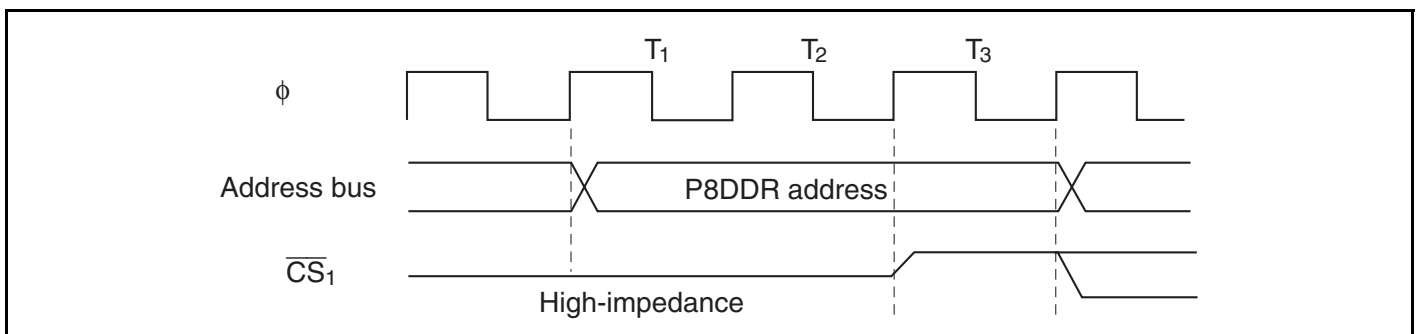 T1 T2 T3
ϕ
Address bus
P8DDR address
CS1
High-impedance